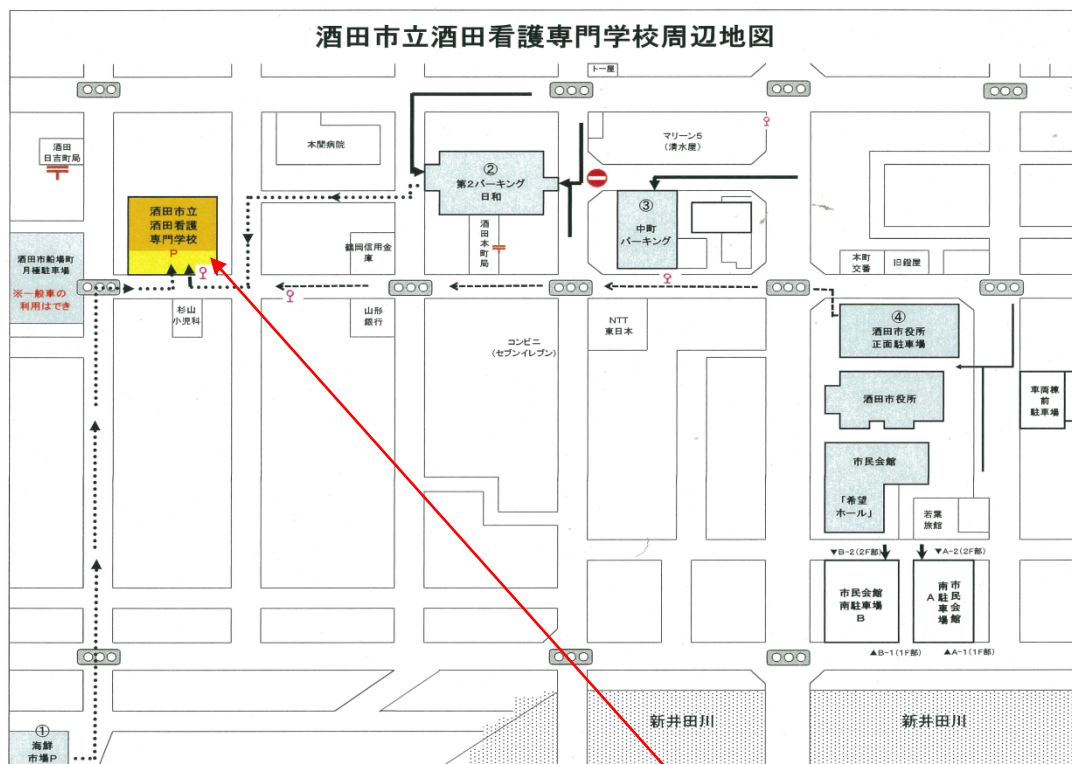 酒田市立酒田看護専門学校周辺地図
トー屋
酒田
日吉町局
本間病院
マリーン5
(清水屋)
②
第2パーキング
日和
酒田市立
酒田看護
専門学校
P
③
中町
パーキング
酒田本町局
鶴岡信用金
庫
酒田市船場町
月極駐車場
※一般車の
利用はでき
本町
交番
旧鐙屋
杉山
小児科
山形
銀行
NTT
東日本
コンビニ
(セブンイレブン)
④
酒田市役所
正面駐車場
酒田市役所
車両棟
前
駐車場
市民会館
「希望
ホール」
若葉
旅館
▼B-2(2F部)
▼A-2(2F部)
市民会館
南駐車場
B
市民会館
南駐車場
A
▲B-1(1F部)
▲A-1(1F部)
新井田川
新井田川
①
海鮮
市場P